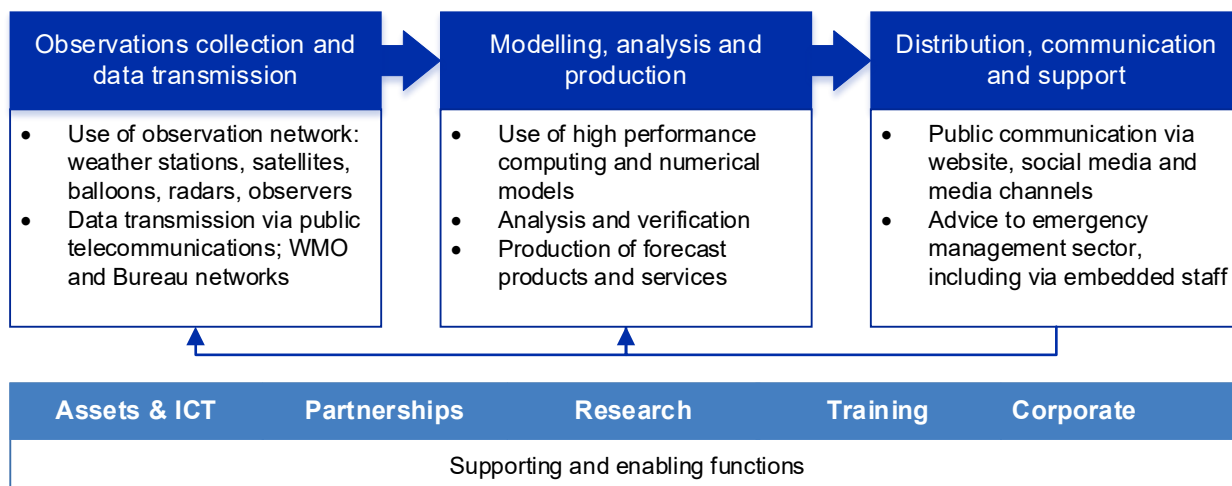 Observations collection and
data transmission
• Use of observation network:
weather stations, satellites,
balloons, radars, observers
• Data transmission via public
telecommunications; WMO
and Bureau networks
Modelling, analysis and
production
• Use of high performance
computing and numerical
models
• Analysis and verification
• Production of forecast
products and services
Distribution, communication
and support
• Public communication via
website, social media and
media channels
• Advice to emergency
management sector,
including via embedded staff
Assets & ICT Partnerships Research Training Corporate
Supporting and enabling functions